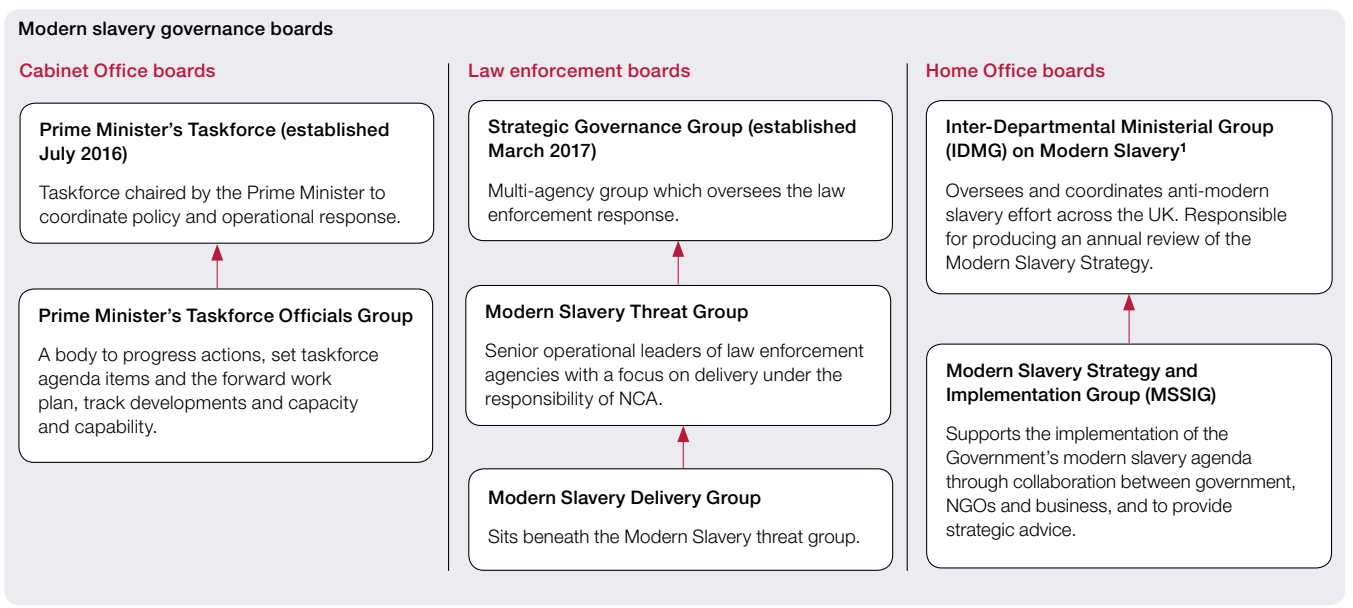 Modern slavery governance boards
Cabinet Office boards
Prime Minister’s Taskforce (established
July 2016)
Taskforce chaired by the Prime Minister to
coordinate policy and operational response.
Prime Minister’s Taskforce Officials Group
A body to progress actions, set taskforce
agenda items and the forward work
plan, track developments and capacity
and capability.
Law enforcement boards
Strategic Governance Group (established
March 2017)
Multi-agency group which oversees the law
enforcement response.
Modern Slavery Threat Group
Senior operational leaders of law enforcement
agencies with a focus on delivery under the
responsibility of NCA.
Modern Slavery Delivery Group
Sits beneath the Modern Slavery threat group.
Home Office boards
Inter-Departmental Ministerial Group
(IDMG) on Modern Slavery¹
Oversees and coordinates anti-modern
slavery effort across the UK. Responsible
for producing an annual review of the
Modern Slavery Strategy.
Modern Slavery Strategy and
Implementation Group (MSSIG)
Supports the implementation of the
Government’s modern slavery agenda
through collaboration between government,
NGOs and business, and to provide
strategic advice.